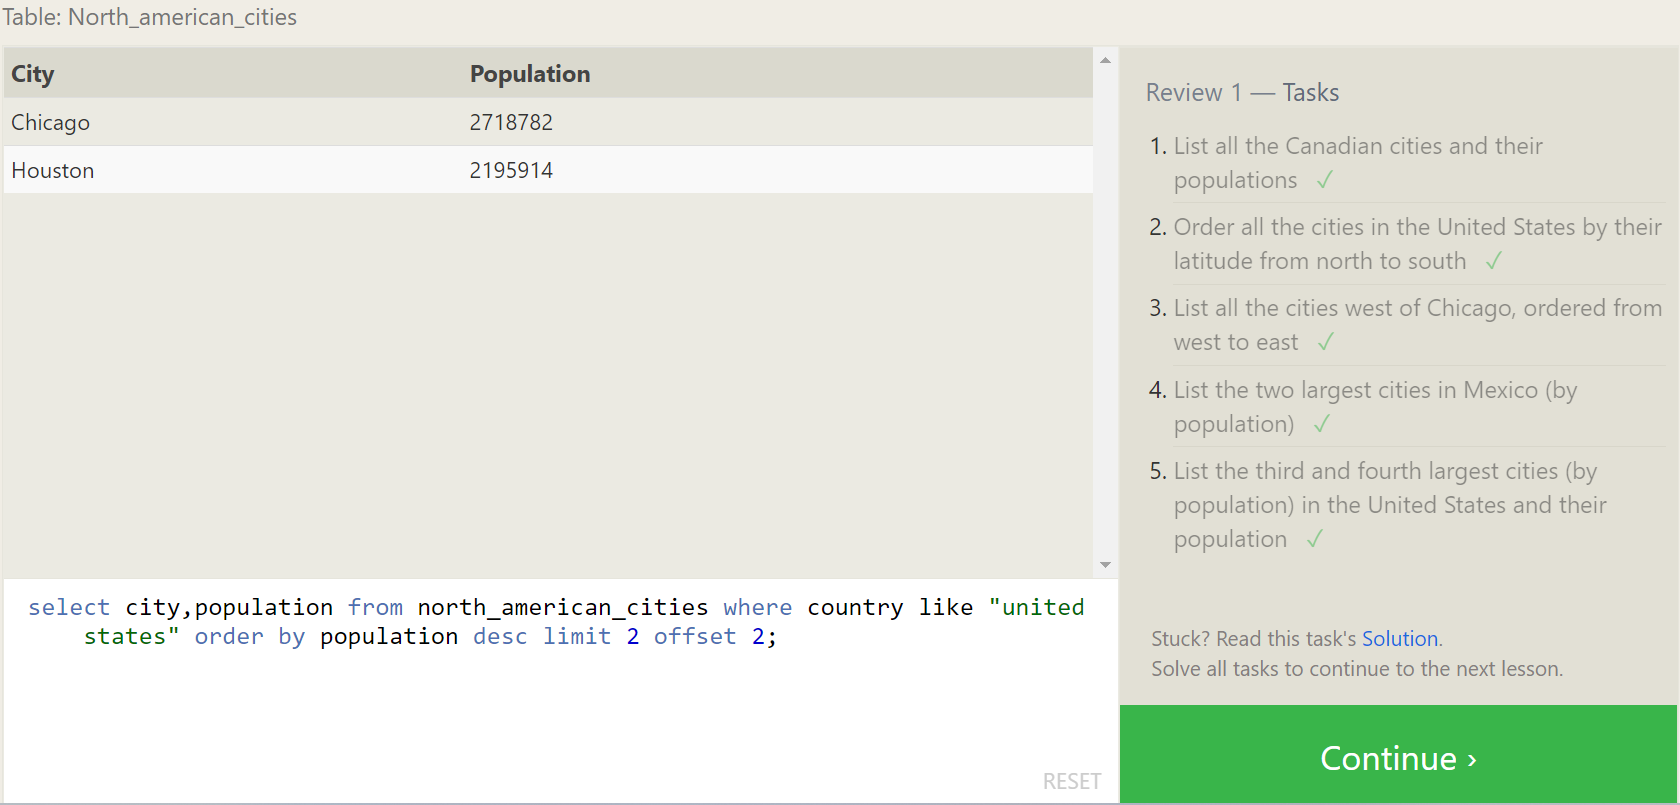 Table: North_american_cities
City Population
Chicago 2718782
Houston 2195914
select city,population from north_american_cities where country like "united
states" order by population desc limit 2 offset 2;
RESET
Review 1 — Tasks
1. List all the Canadian cities and their
populations ✓
2. Order all the cities in the United States by their
latitude from north to south ✓
3. List all the cities west of Chicago, ordered from
west to east ✓
4. List the two largest cities in Mexico (by
population) ✓
5. List the third and fourth largest cities (by
population) in the United States and their
population ✓
Stuck? Read this task's Solution.
Solve all tasks to continue to the next lesson.
Continue ›